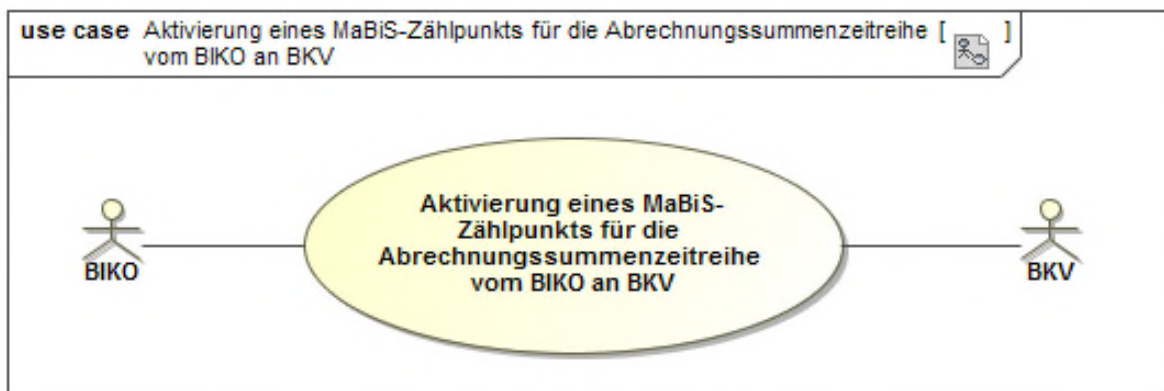 use case Aktivierung eines MaBiS-Zählpunkts für die Abrechnungssummenzeitreihe [ ]
vom BIKO an BKV
Aktivierung eines MaBiS-
Zählpunkts für die
Abrechnungssummenzeitreihe
vom BIKO an BKV
BIKO
BKV